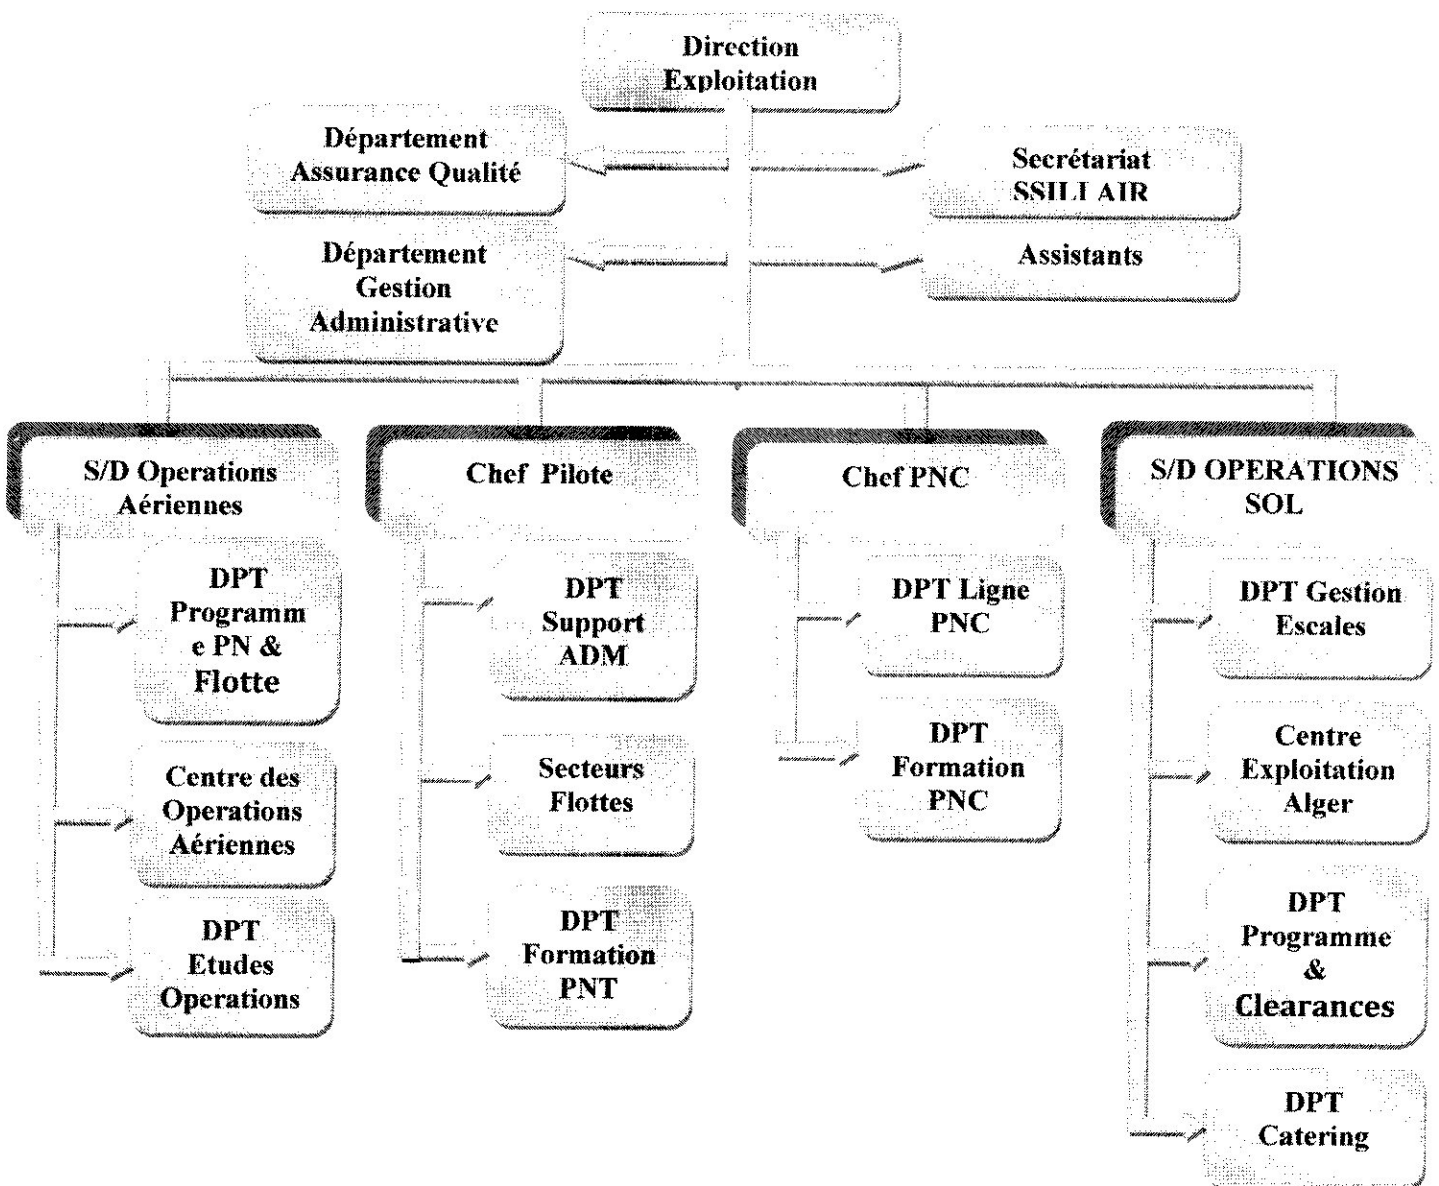 Direction
Exploitation
Département
Assurance Qualité
Secrétariat
SSILI AIR
Département
Gestion
Administrative
Assistants
S/D Operations
Aériennes
DPT
Programm
e PN &
Flotte
Centre des
Operations
Aériennes
DPT
Etudes
Operations
Chef Pilote
DPT
Support
ADM
Secteurs
Flottes
DPT
Formation
PNT
Chef PNC
DPT Ligne
PNC
DPT
Formation
PNC
S/D OPERATIONS
SOL
DPT Gestion
Escales
Centre
Exploitation
Alger
DPT
Programme
&
Clearances
DPT
Catering